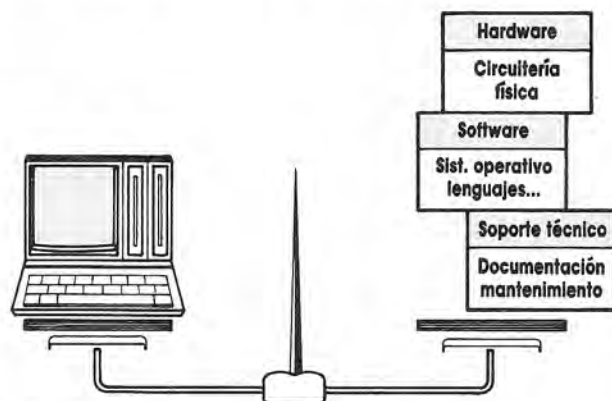 Hardware
Circuitería
física
Software
Sist. operativo
lenguajes...
Soporte técnico
Documentación
mantenimiento